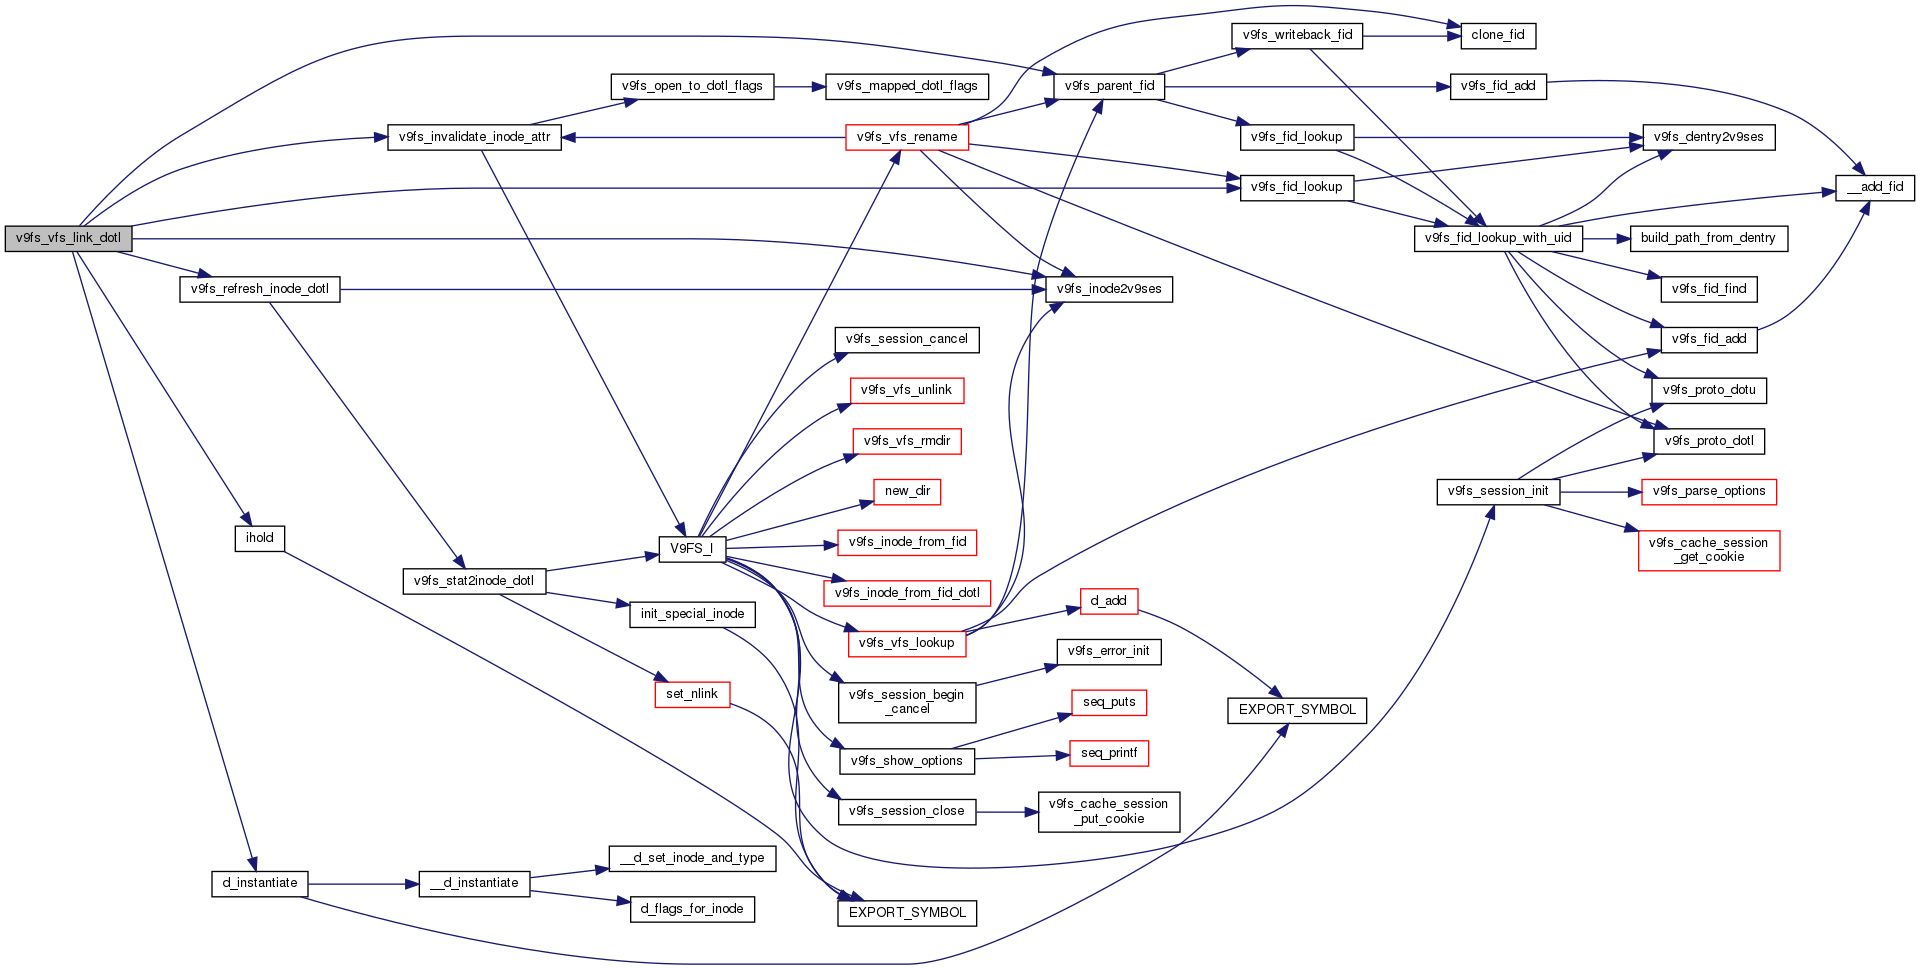 v9fs_writeback_fid
clone_fid
v9fs_open_to_dotl_flags
v9fs_mapped_dotl_flags
v9fs_parent_fid
v9fs_fid_add
v9fs_invalidate_inode_attr
v9fs_vfs_rename
v9fs_fid_lookup
v9fs_dentry2v9ses
v9fs_fid_lookup
__add_fid
v9fs_vfs_link_dotl
v9fs_fid_lookup_with_uid
build_path_from_dentry
v9fs_refresh_inode_dotl
v9fs_inode2v9ses
v9fs_fid_find
v9fs_session_cancel
v9fs_fid_add
v9fs_vfs_unlink
v9fs_proto_dotu
v9fs_vfs_rmdir
v9fs_proto_dotl
new_dir
v9fs_session_init
v9fs_parse_options
ihold
V9FS_I
v9fs_inode_from_fid
v9fs_cache_session
_get_cookie
v9fs_stat2inode_dotl
v9fs_inode_from_fid_dotl
init_special_inode
d_add
v9fs_vfs_lookup
v9fs_error_init
set_nlink
v9fs_session_begin
_cancel
seq_puts
EXPORT_SYMBOL
v9fs_show_options
seq_printf
v9fs_session_close
v9fs_cache_session
_put_cookie
__d_set_inode_and_type
d_instantiate
__d_instantiate
d_flags_for_inode
EXPORT_SYMBOL